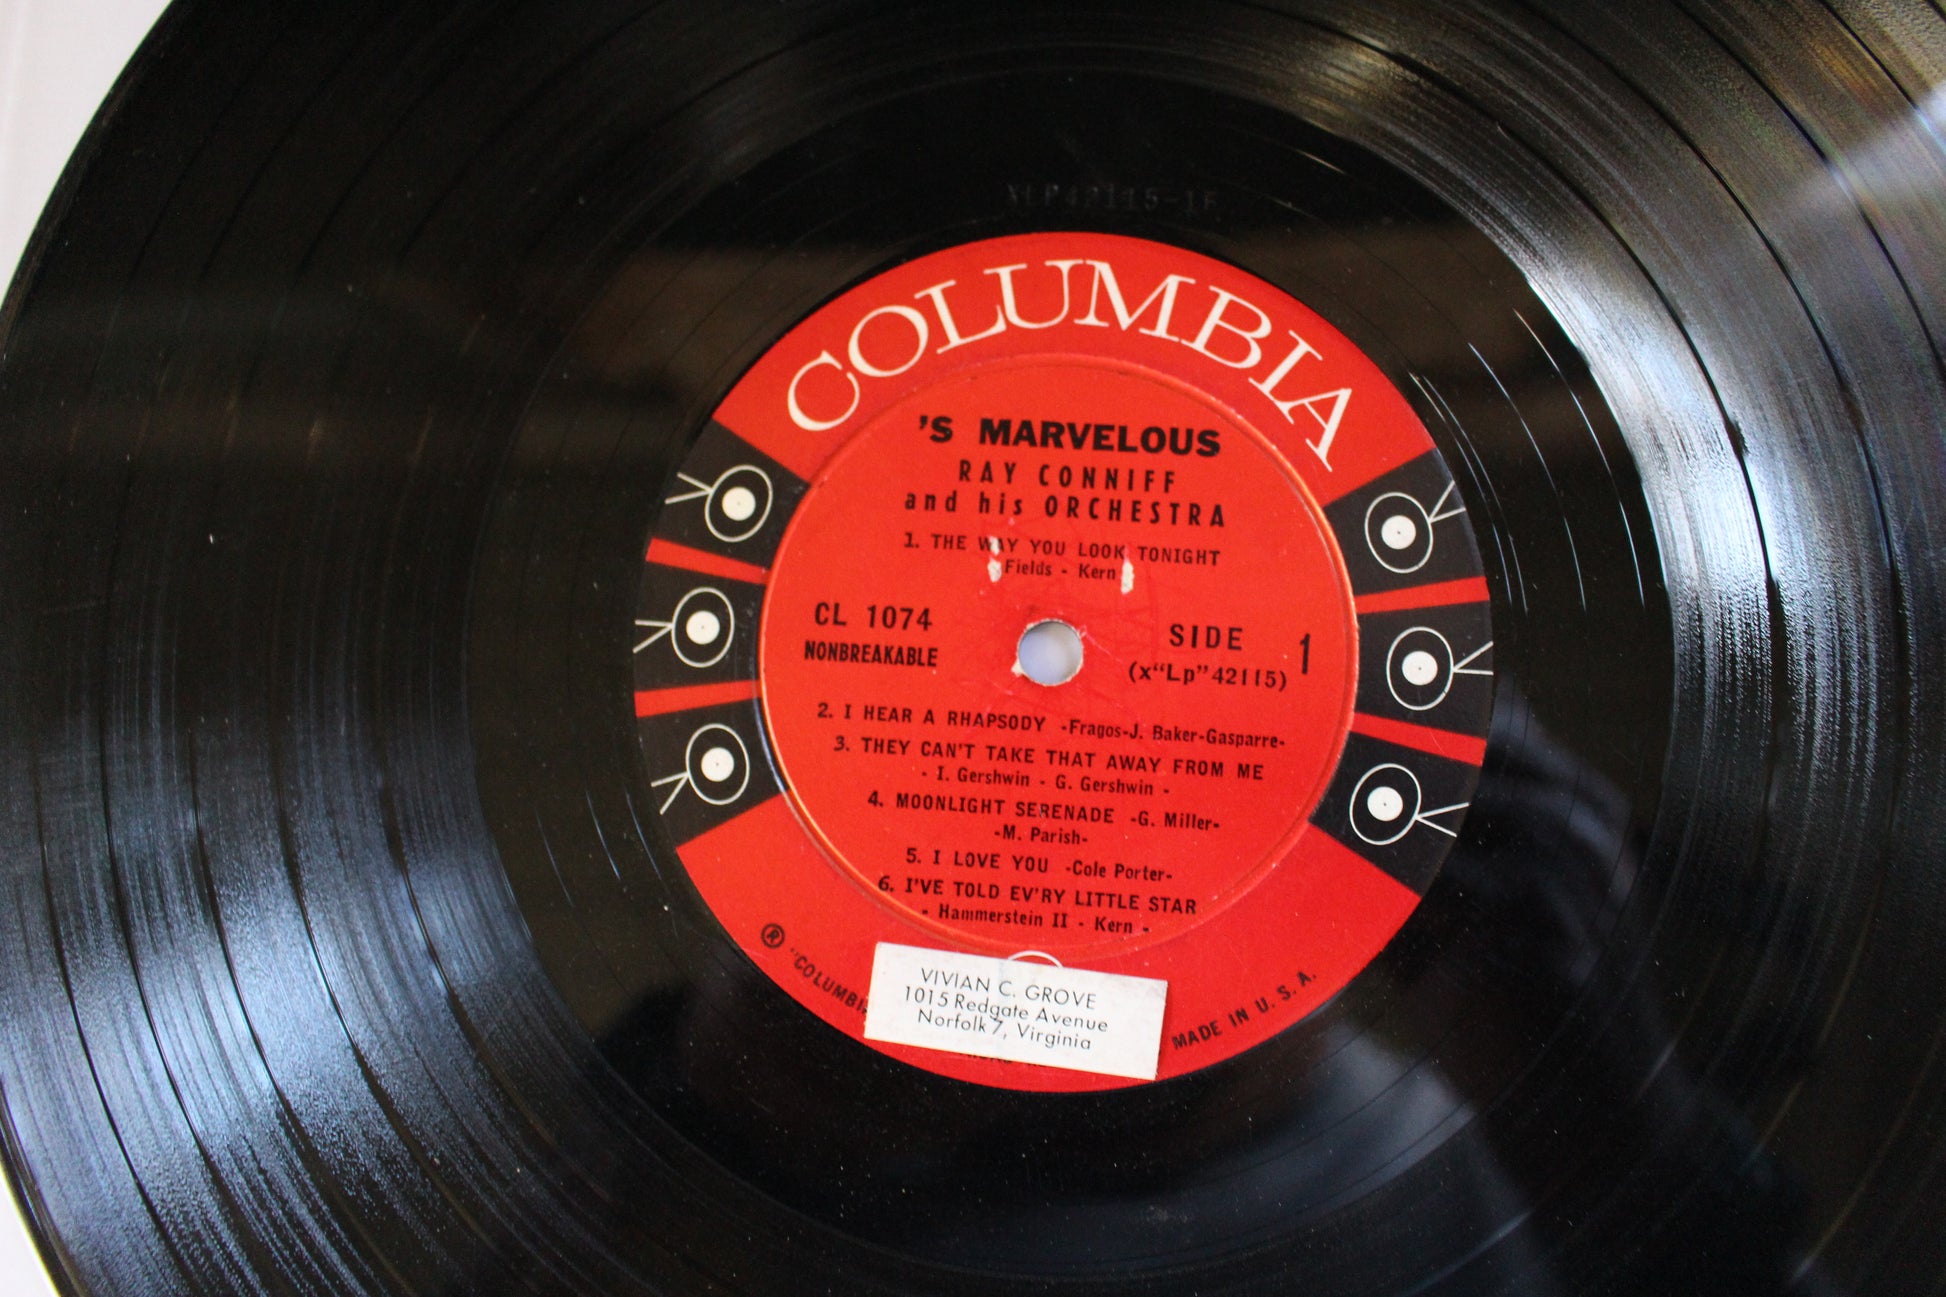 XLP42115-1F
COLUMBIA
'S MARVELOUS
RAY CONNIFF
and his ORCHESTRA
1. THE WAY YOU LOOK TONIGHT
Fields - Kern
CL 1074
NONBREAKABLE
SIDE 1
(x"Lp"42115)
2. I HEAR A RHAPSODY -Fragos-J. Baker-Gasparre-
3. THEY CAN'T TAKE THAT AWAY FROM ME
- I. Gershwin - G. Gershwin -
4. MOONLIGHT SERENADE -G. Miller-
-M. Parish-
5. I LOVE YOU -Cole Porter-
6. I'VE TOLD EV'RY LITTLE STAR
- Hammerstein II - Kern -
® "COLUMBIA
MADE IN U. S. A.
VIVIAN C. GROVE
1015 Redgate Avenue
Norfolk 7, Virginia